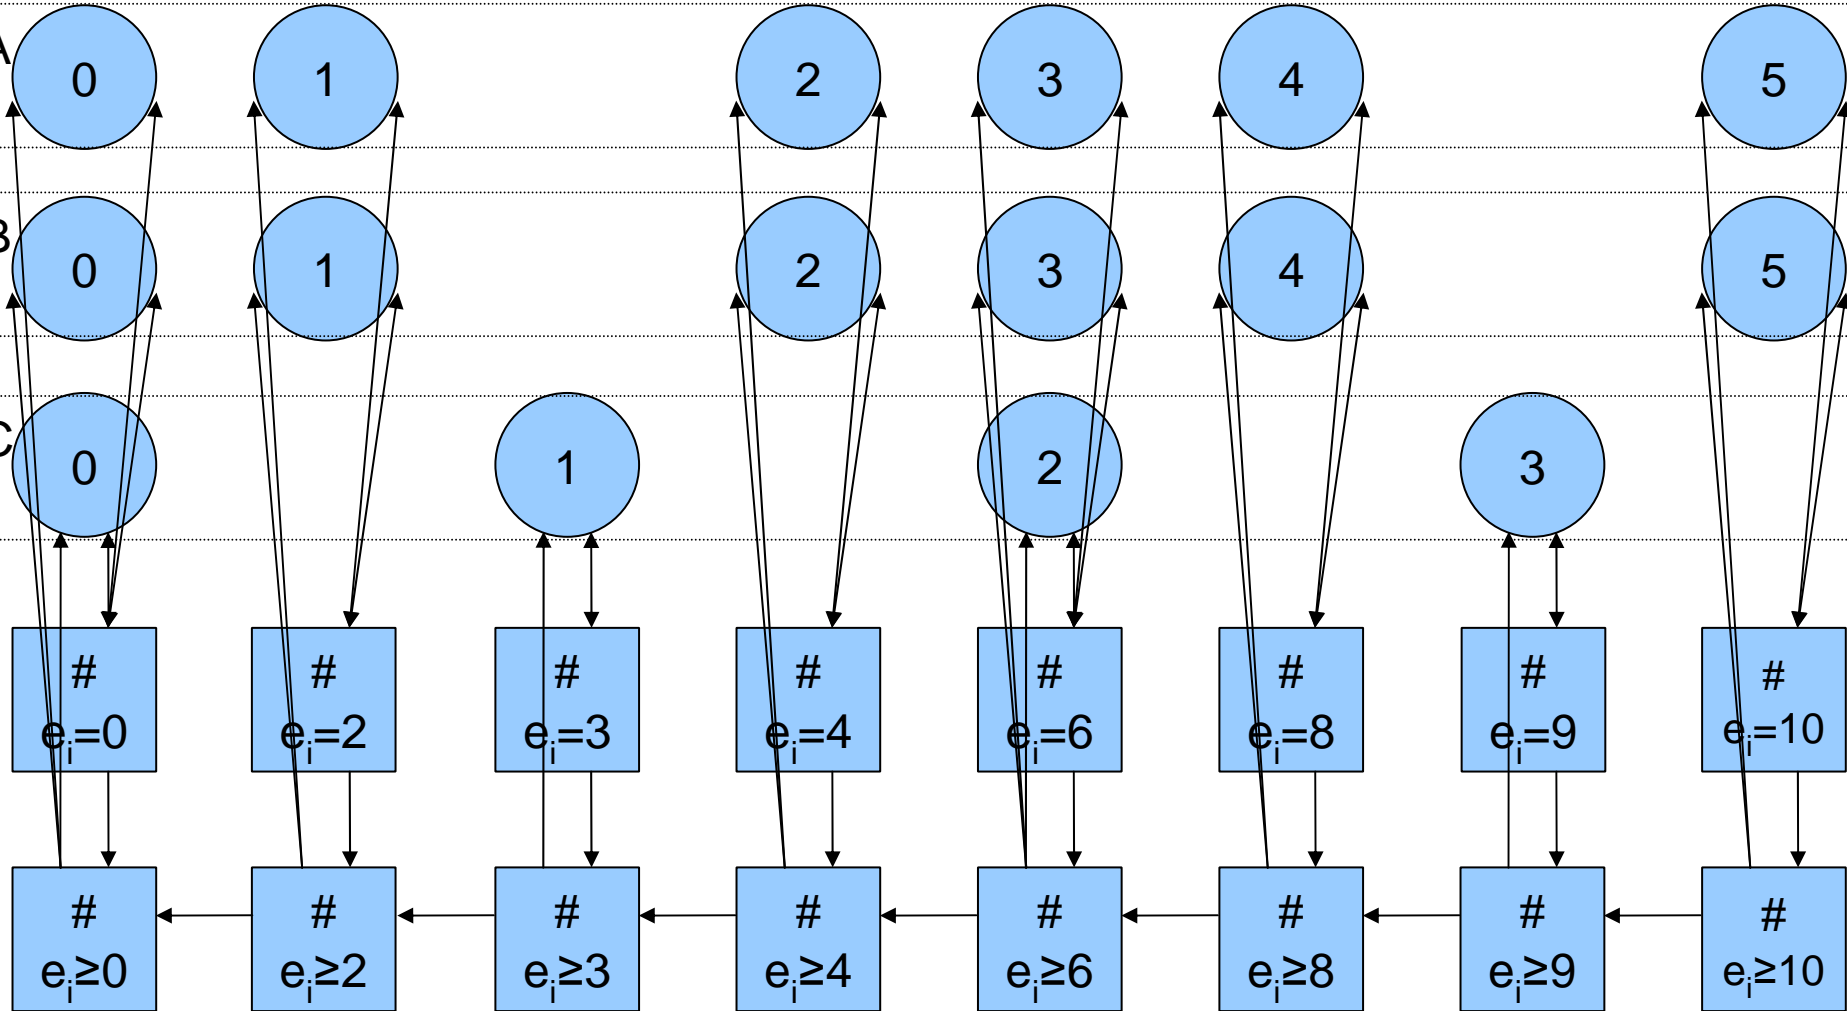 A 0 1 2 3 4 5
B 0 1 2 3 4 5
C 0 1 2 3
# # # # # # # #
eᵢ=0 eᵢ=2 eᵢ=3 eᵢ=4 eᵢ=6 eᵢ=8 eᵢ=9 eᵢ=10
# # # # # # # #
eᵢ≥0 eᵢ≥2 eᵢ≥3 eᵢ≥4 eᵢ≥6 eᵢ≥8 eᵢ≥9 eᵢ≥10